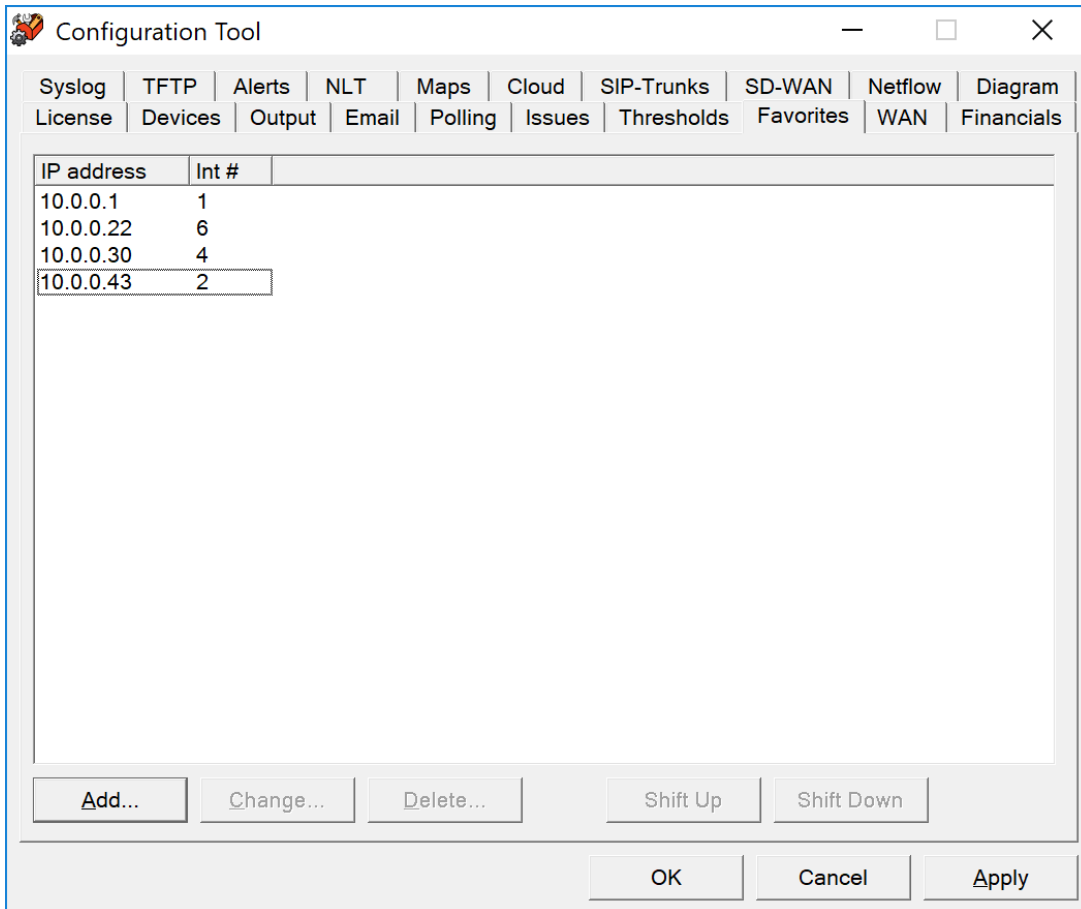 Configuration Tool
Syslog TFTP Alerts NLT Maps Cloud SIP-Trunks SD-WAN Netflow Diagram
License Devices Output Email Polling Issues Thresholds Favorites WAN Financials
IP address Int #
10.0.0.1 1
10.0.0.22 6
10.0.0.30 4
10.0.0.43 2
Add... Change... Delete... Shift Up Shift Down
OK Cancel Apply